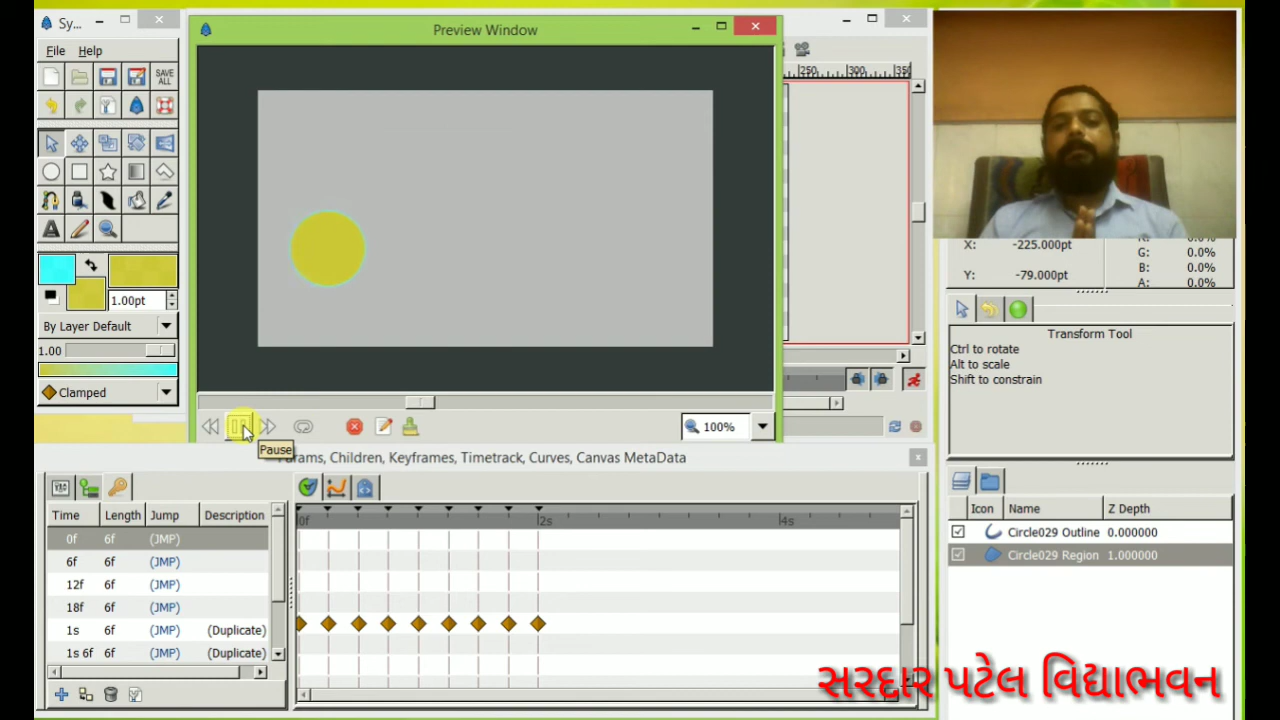 Sy...
File Help
SAVE ALL
1.00pt
By Layer Default
1.00
Clamped
Preview Window
100%
Pause
250 300 350
X: -225.000pt
Y: -79.000pt
G: 0.0%
B: 0.0%
A: 0.0%
Transform Tool
Ctrl to rotate
Alt to scale
Shift to constrain
Params, Children, Keyframes, Timetrack, Curves, Canvas MetaData
Time Length Jump Description
0f 6f (JMP)
6f 6f (JMP)
12f 6f (JMP)
18f 6f (JMP)
1s 6f (JMP) (Duplicate)
1s 6f 6f (JMP) (Duplicate)
0f 2s 4s
Icon Name Z Depth
Circle029 Outline 0.000000
Circle029 Region 1.000000
સરદાર પટેલ વિદ્યાભવન